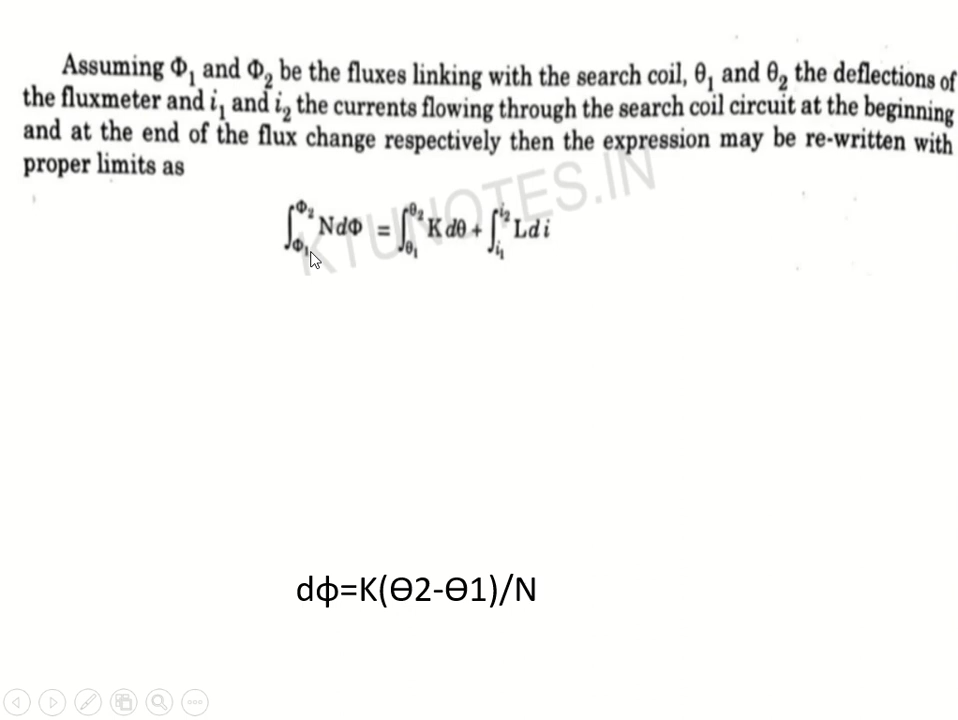 Assuming Φ₁ and Φ₂ be the fluxes linking with the search coil, θ₁ and θ₂ the deflections of
the fluxmeter and i₁ and i₂ the currents flowing through the search coil circuit at the beginning
and at the end of the flux change respectively then the expression may be re-written with
proper limits as
KTUNOTES.IN
∫_{Φ₁}^{Φ₂} N dΦ = ∫_{θ₁}^{θ₂} K dθ + ∫_{i₁}^{i₂} L d i
dϕ=K(Ɵ2-Ɵ1)/N